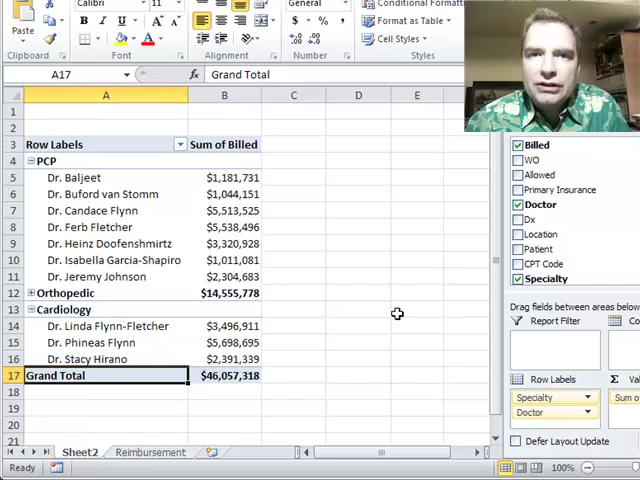 Calibri
11
General
Conditional Formatting
Paste
Format as Table
Cell Styles
Clipboard
Font
Alignment
Number
Styles
A17
fx
Grand Total
A
B
C
D
E
1
2
3
Row Labels
Sum of Billed
4
PCP
5
Dr. Baljeet
$1,181,731
6
Dr. Buford van Stomm
$1,044,151
7
Dr. Candace Flynn
$5,513,525
8
Dr. Ferb Fletcher
$5,538,496
9
Dr. Heinz Doofenshmirtz
$3,320,928
10
Dr. Isabella Garcia-Shapiro
$1,011,081
11
Dr. Jeremy Johnson
$2,304,683
12
Orthopedic
$14,555,778
13
Cardiology
14
Dr. Linda Flynn-Fletcher
$3,496,911
15
Dr. Phineas Flynn
$5,698,695
16
Dr. Stacy Hirano
$2,391,339
17
Grand Total
$46,057,318
18
19
20
21
Billed
WO
Allowed
Primary Insurance
Doctor
Dx
Location
Patient
CPT Code
Specialty
Drag fields between areas below:
Report Filter
Co
Row Labels
Σ Val
Specialty
Doctor
Sum of
Defer Layout Update
Sheet2
Reimbursement
Ready
100%